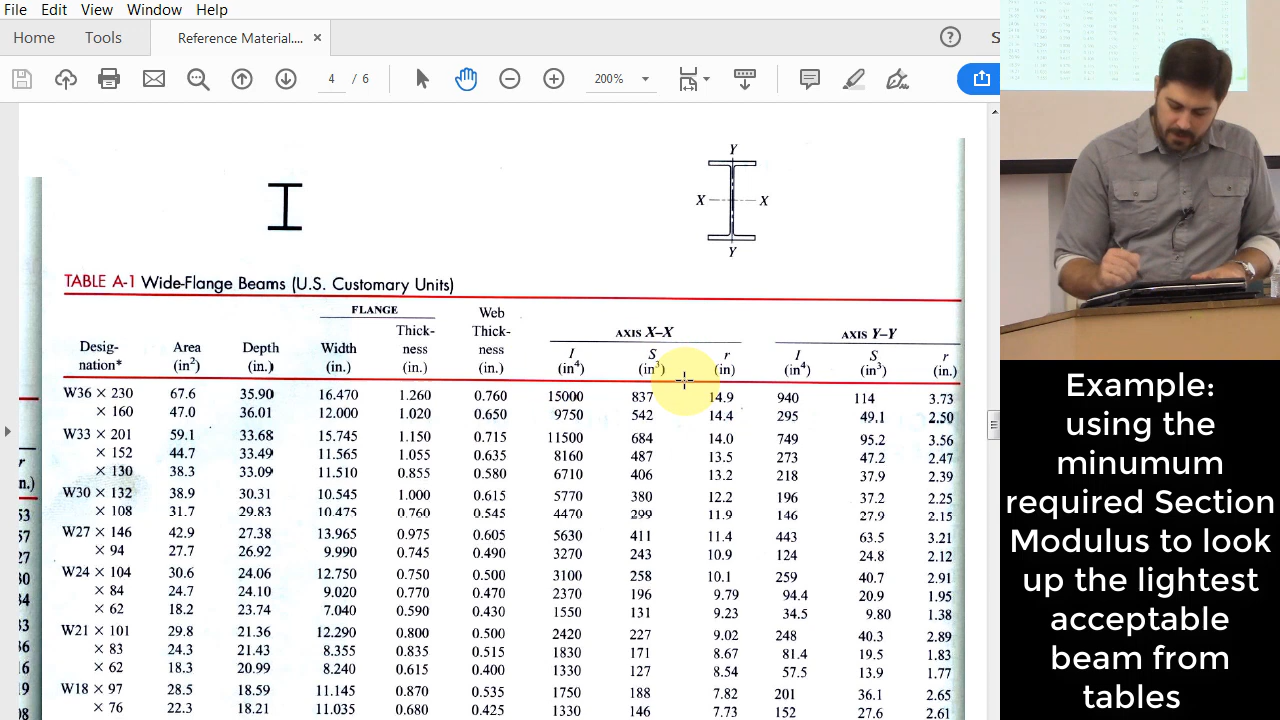 File Edit View Window Help
Home Tools Reference Material.... × ? S
4 / 6 200%
Y
X X
Y
TABLE A-1 Wide-Flange Beams (U.S. Customary Units)
FLANGE Web
Thick- Thick- AXIS X–X AXIS Y–Y
Desig- Area Depth Width ness ness I S r I S r
nation* (in²) (in.) (in.) (in.) (in.) (in⁴) (in³) (in) (in⁴) (in³) (in.)
W36 × 230 67.6 35.90 16.470 1.260 0.760 15000 837 14.9 940 114 3.73
× 160 47.0 36.01 12.000 1.020 0.650 9750 542 14.4 295 49.1 2.50
W33 × 201 59.1 33.68 15.745 1.150 0.715 11500 684 14.0 749 95.2 3.56
× 152 44.7 33.49 11.565 1.055 0.635 8160 487 13.5 273 47.2 2.47
× 130 38.3 33.09 11.510 0.855 0.580 6710 406 13.2 218 37.9 2.39
W30 × 132 38.9 30.31 10.545 1.000 0.615 5770 380 12.2 196 37.2 2.25
× 108 31.7 29.83 10.475 0.760 0.545 4470 299 11.9 146 27.9 2.15
W27 × 146 42.9 27.38 13.965 0.975 0.605 5630 411 11.4 443 63.5 3.21
× 94 27.7 26.92 9.990 0.745 0.490 3270 243 10.9 124 24.8 2.12
W24 × 104 30.6 24.06 12.750 0.750 0.500 3100 258 10.1 259 40.7 2.91
× 84 24.7 24.10 9.020 0.770 0.470 2370 196 9.79 94.4 20.9 1.95
× 62 18.2 23.74 7.040 0.590 0.430 1550 131 9.23 34.5 9.80 1.38
W21 × 101 29.8 21.36 12.290 0.800 0.500 2420 227 9.02 248 40.3 2.89
× 83 24.3 21.43 8.355 0.835 0.515 1830 171 8.67 81.4 19.5 1.83
× 62 18.3 20.99 8.240 0.615 0.400 1330 127 8.54 57.5 13.9 1.77
W18 × 97 28.5 18.59 11.145 0.870 0.535 1750 188 7.82 201 36.1 2.65
× 76 22.3 18.21 11.035 0.680 0.425 1330 146 7.73 152 27.6 2.61
r
n.)
53
57
27
30
34
33
36
16
19
08
Example:
using the
minumum
required Section
Modulus to look
up the lightest
acceptable
beam from
tables